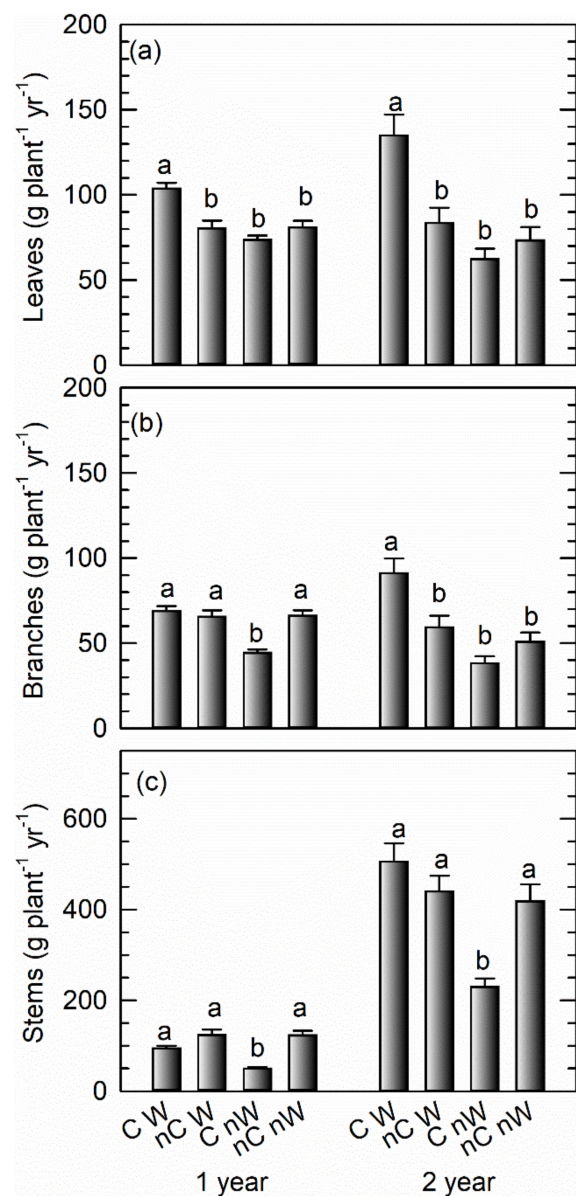 (a)
Leaves (g plant⁻¹ yr⁻¹)
200
150
100
50
0
a b b b a b b b
(b)
Branches (g plant⁻¹ yr⁻¹)
200
150
100
50
0
a a b a a b b b
(c)
Stems (g plant⁻¹ yr⁻¹)
600
400
200
0
a a b a a a b a
C W nC W C nW nC nW C W nC W C nW nC nW
1 year 2 year